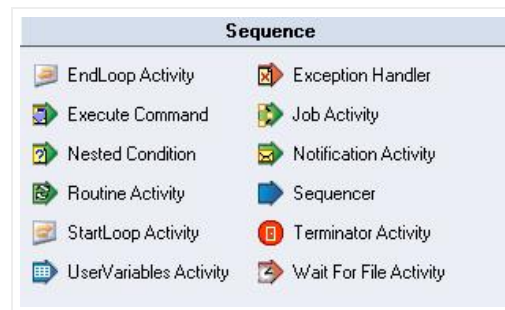 Sequence
EndLoop Activity Exception Handler
Execute Command Job Activity
Nested Condition Notification Activity
Routine Activity Sequencer
StartLoop Activity Terminator Activity
UserVariables Activity Wait For File Activity